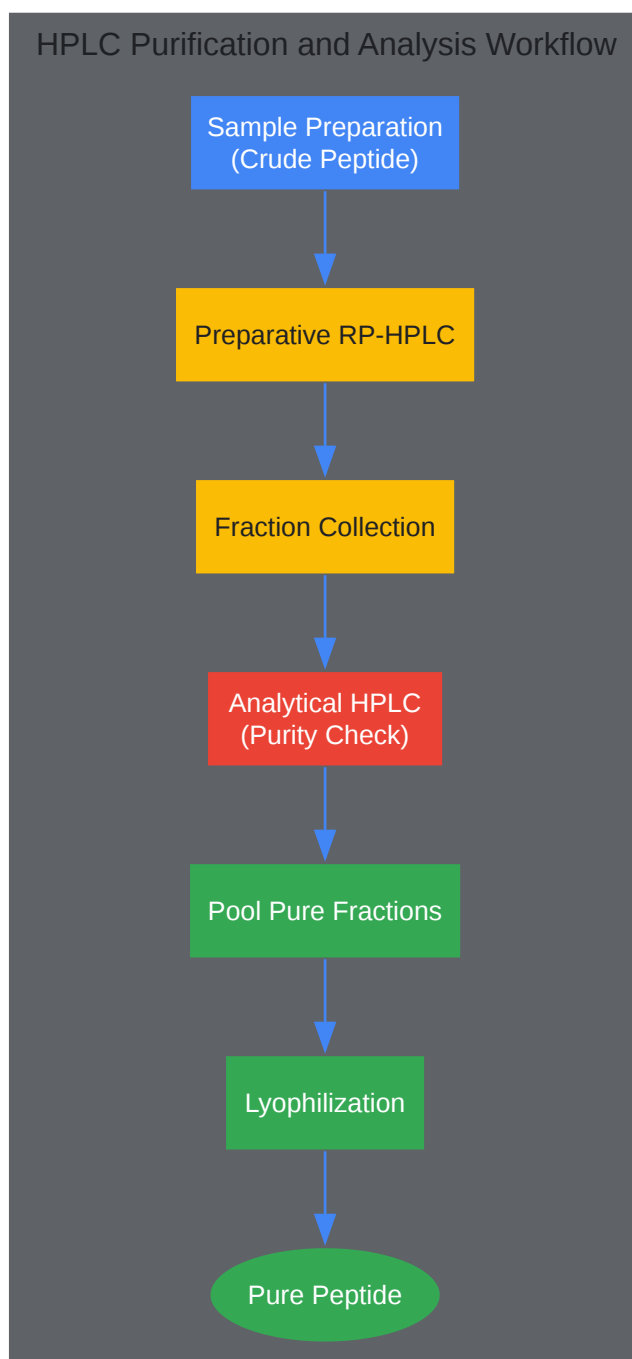 HPLC Purification and Analysis Workflow
Sample Preparation
(Crude Peptide)
Preparative RP-HPLC
Fraction Collection
Analytical HPLC
(Purity Check)
Pool Pure Fractions
Lyophilization
Pure Peptide